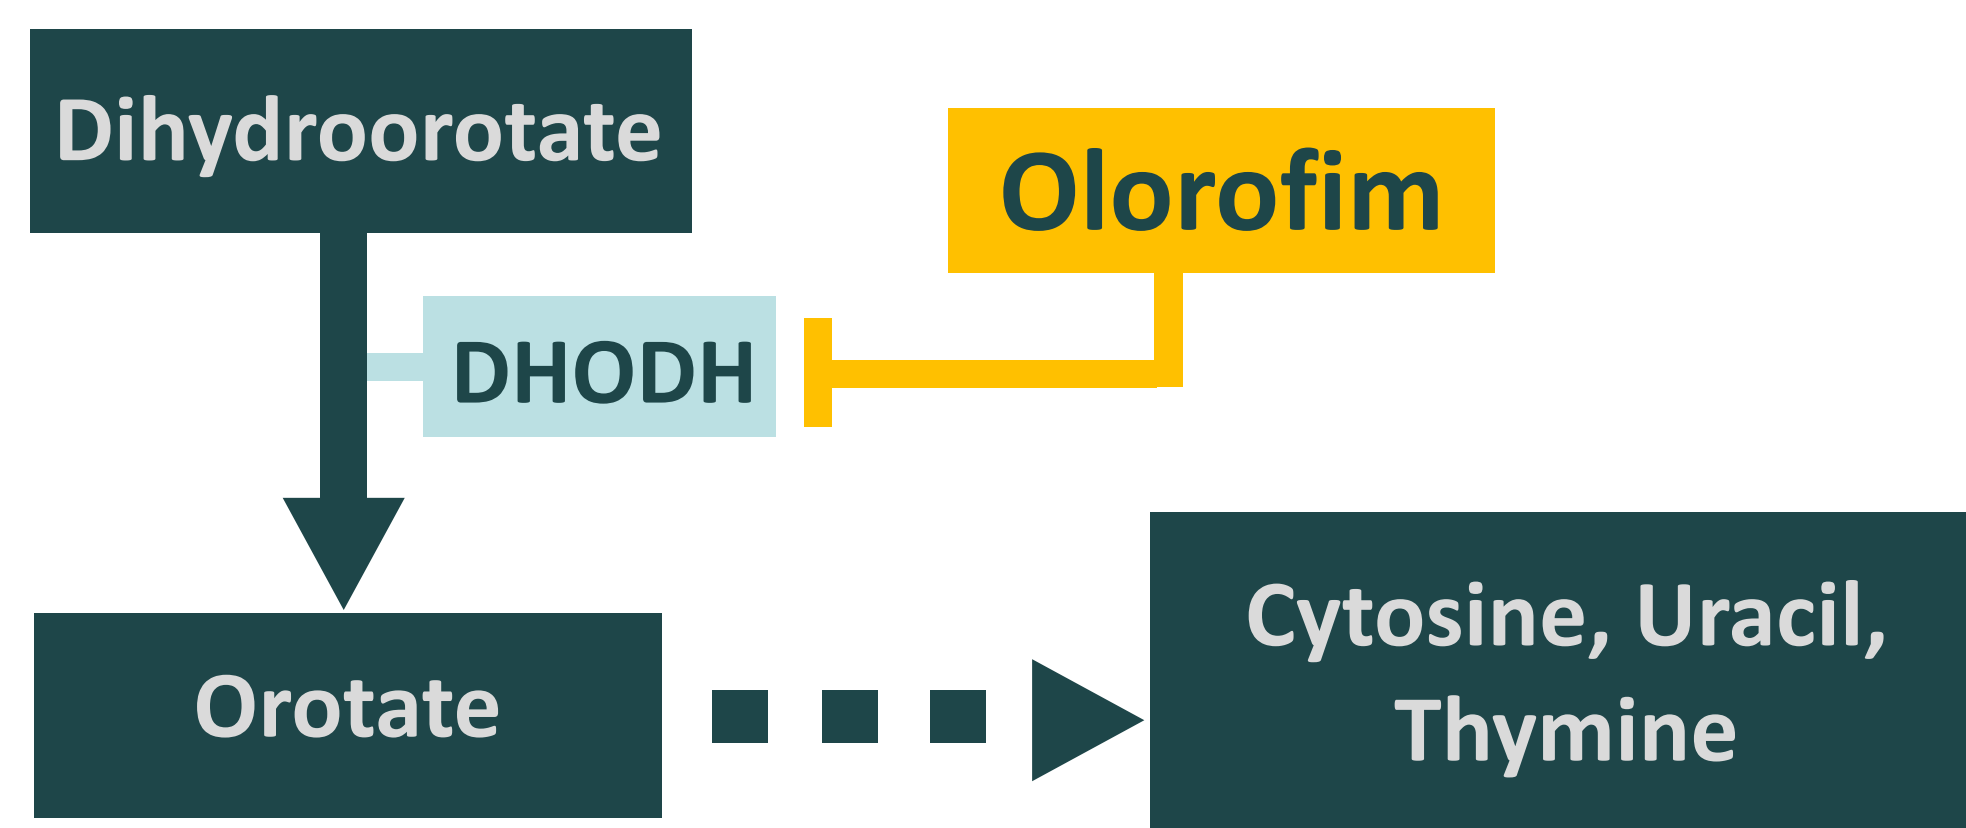 Dihydroorotate
Olorofim
DHODH
Orotate
Cytosine, Uracil,
Thymine